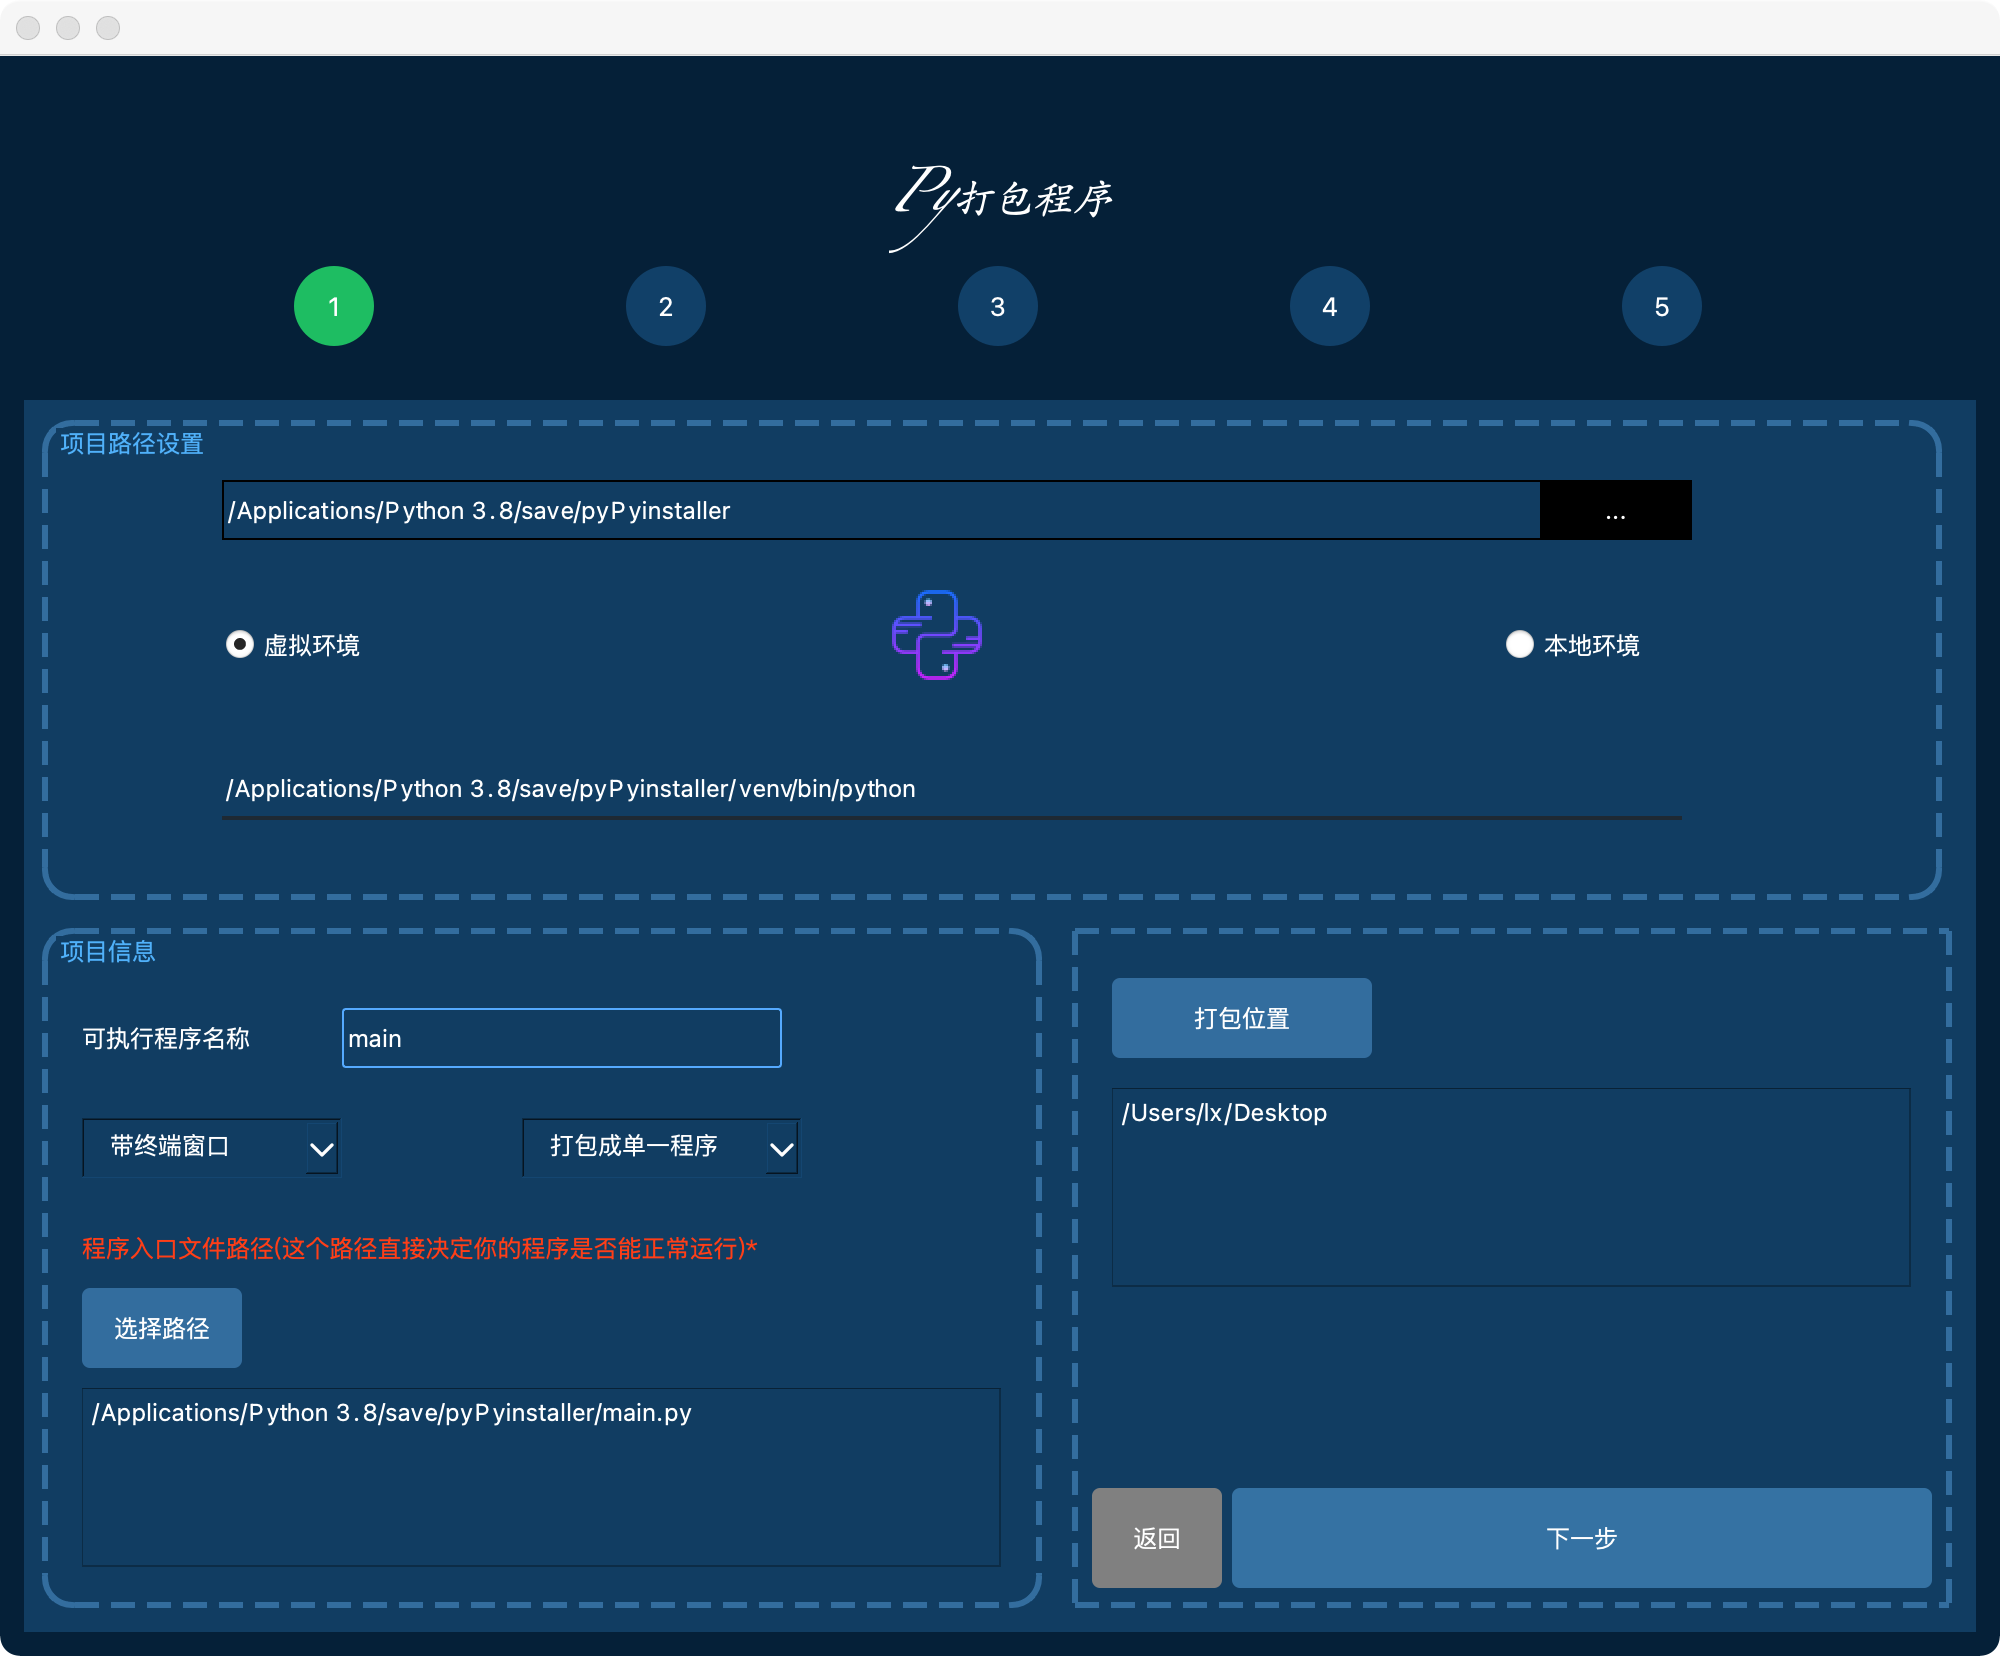 Py打包程序
1 2 3 4 5
项目路径设置
/Applications/Python 3.8/save/pyPyinstaller ...
虚拟环境 本地环境
/Applications/Python 3.8/save/pyPyinstaller/venv/bin/python
项目信息
可执行程序名称 main
带终端窗口 打包成单一程序
程序入口文件路径(这个路径直接决定你的程序是否能正常运行)*
选择路径
/Applications/Python 3.8/save/pyPyinstaller/main.py
打包位置
/Users/lx/Desktop
返回 下一步